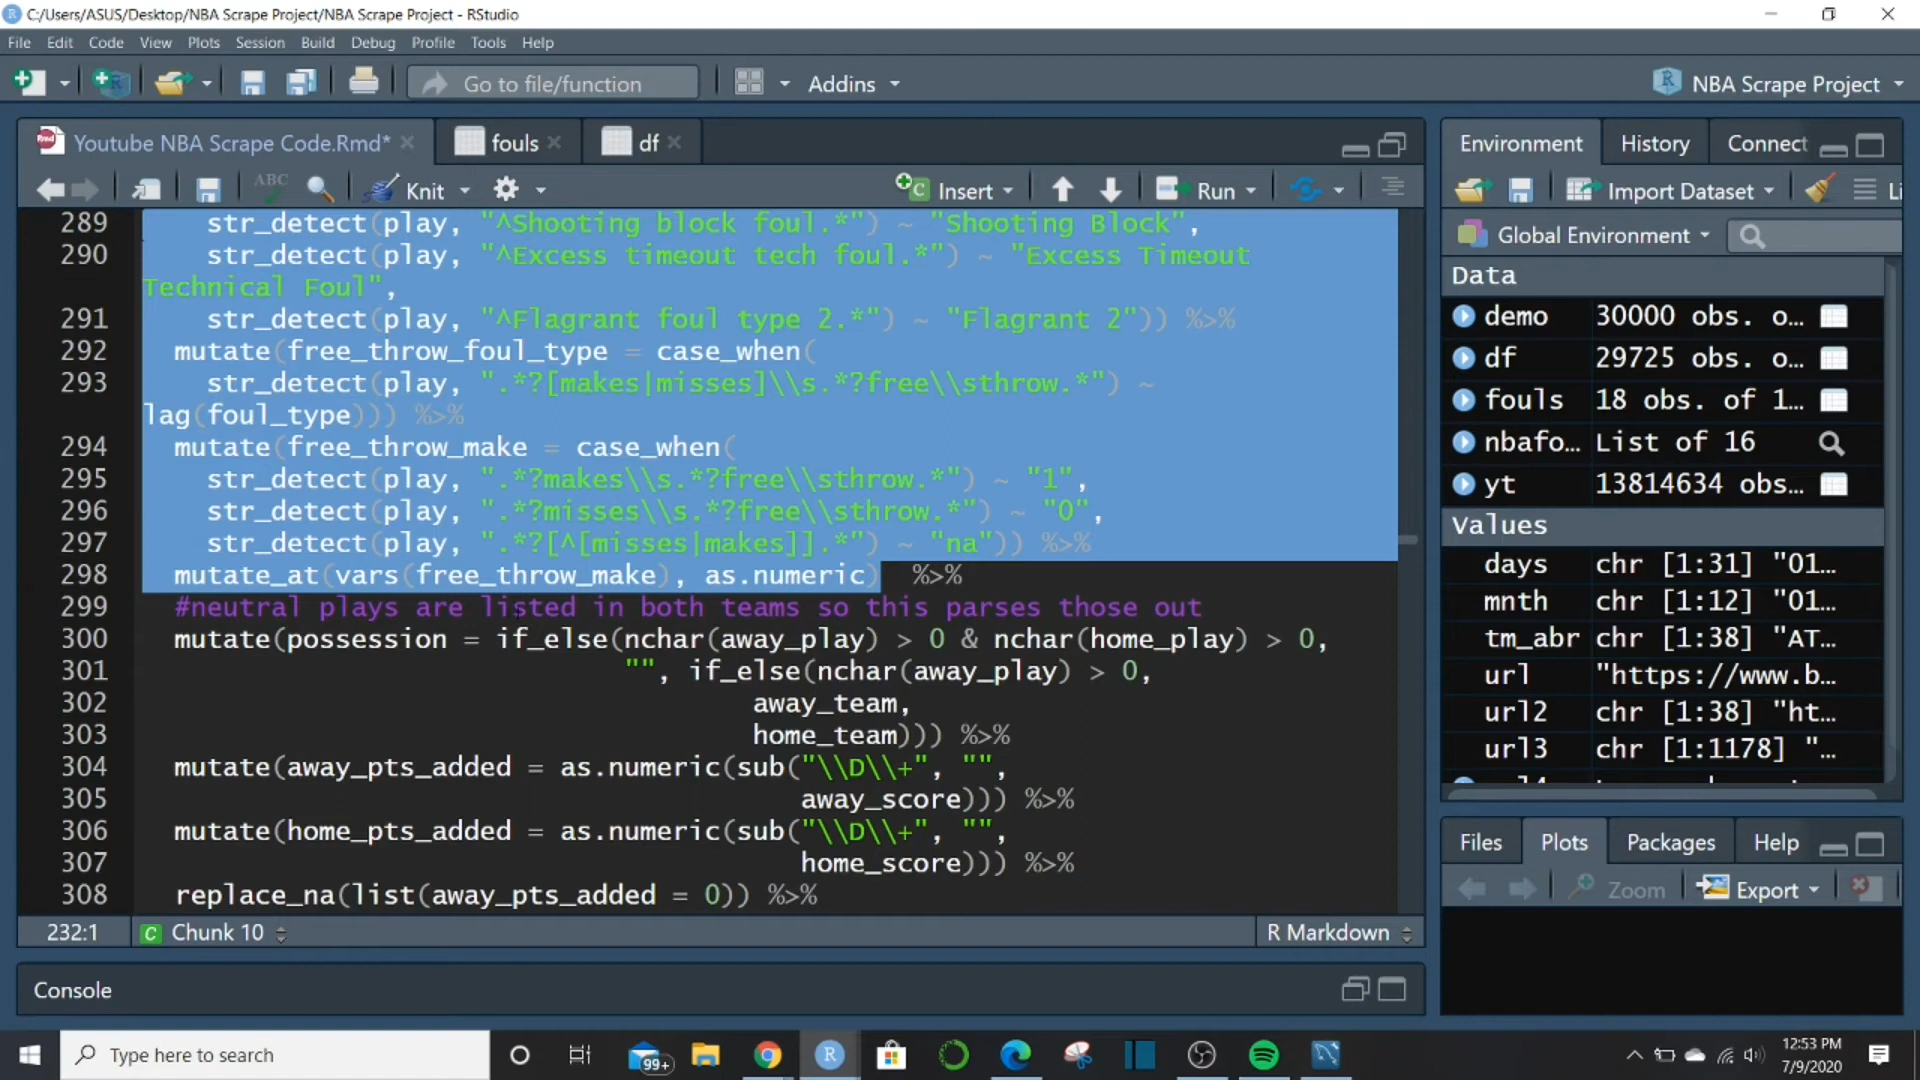 C:/Users/ASUS/Desktop/NBA Scrape Project/NBA Scrape Project - RStudio
File Edit Code View Plots Session Build Debug Profile Tools Help
Go to file/function
Addins
NBA Scrape Project
Youtube NBA Scrape Code.Rmd*
fouls
df
ABC
Knit
Insert
Run
289 str_detect(play, "^Shooting block foul.*") ~ "Shooting Block",
290 str_detect(play, "^Excess timeout tech foul.*") ~ "Excess Timeout
Technical Foul",
291 str_detect(play, "^Flagrant foul type 2.*") ~ "Flagrant 2")) %>%
292 mutate(free_throw_foul_type = case_when(
293 str_detect(play, ".*?[makes|misses]\\s.*?free\\sthrow.*") ~
lag(foul_type))) %>%
294 mutate(free_throw_make = case_when(
295 str_detect(play, ".*?makes\\s.*?free\\sthrow.*") ~ "1",
296 str_detect(play, ".*?misses\\s.*?free\\sthrow.*") ~ "0",
297 str_detect(play, ".*?[^[misses|makes]].*") ~ "na")) %>%
298 mutate_at(vars(free_throw_make), as.numeric) %>%
299 #neutral plays are listed in both teams so this parses those out
300 mutate(possession = if_else(nchar(away_play) > 0 & nchar(home_play) > 0,
301 "", if_else(nchar(away_play) > 0,
302 away_team,
303 home_team))) %>%
304 mutate(away_pts_added = as.numeric(sub("\\D\\+", "",
305 away_score))) %>%
306 mutate(home_pts_added = as.numeric(sub("\\D\\+", "",
307 home_score))) %>%
308 replace_na(list(away_pts_added = 0)) %>%
232:1
C Chunk 10
R Markdown
Console
Environment History Connect
Import Dataset
Li
Global Environment
Data
demo 30000 obs. o…
df 29725 obs. o…
fouls 18 obs. of 1…
nbafo… List of 16
yt 13814634 obs…
Values
days chr [1:31] "01…
mnth chr [1:12] "01…
tm_abr chr [1:38] "AT…
url "https://www.b…
url2 chr [1:38] "ht…
url3 chr [1:1178] "…
Files Plots Packages Help
Zoom
Export
Type here to search
99+
12:53 PM
7/9/2020